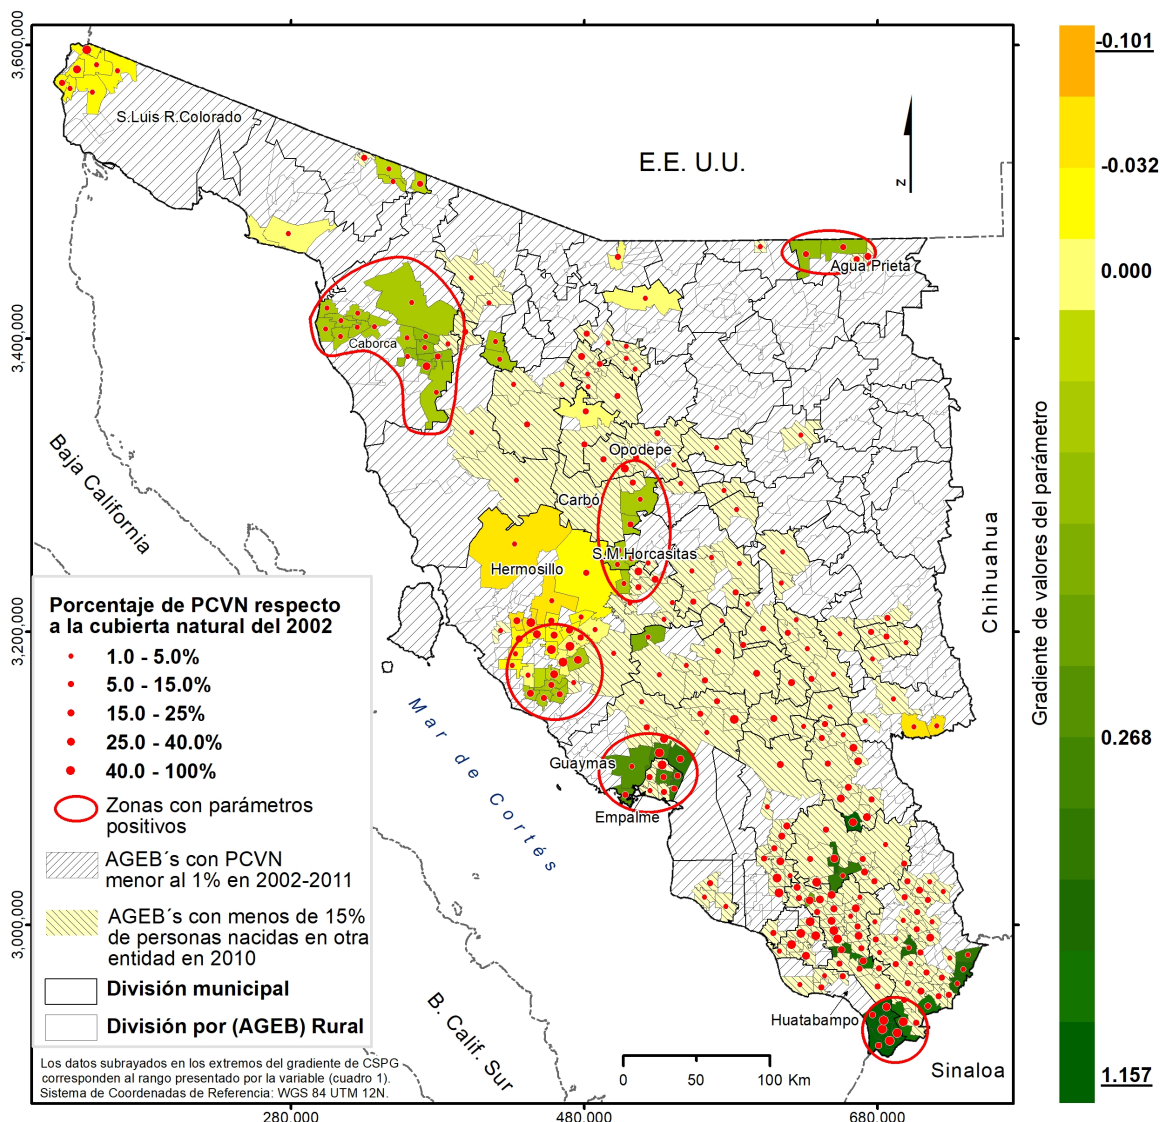 3,600,000
3,400,000
3,200,000
3,000,000
280.000
480.000
680.000
S.Luis R.Colorado
E.E. U.U.
z
Agua Prieta
Caborca
Opodepe
Carbó
S.M.Horcasitas
Hermosillo
Guaymas
Empalme
Huatabampo
Baja California
Mar de Cortés
B. Calif. Sur
Chihuahua
Sinaloa
0 50 100 Km
Porcentaje de PCVN respecto
a la cubierta natural del 2002
1.0 - 5.0%
5.0 - 15.0%
15.0 - 25%
25.0 - 40.0%
40.0 - 100%
Zonas con parámetros
positivos
AGEB´s con PCVN
menor al 1% en 2002-2011
AGEB´s con menos de 15%
de personas nacidas en otra
entidad en 2010
División municipal
División por (AGEB) Rural
Los datos subrayados en los extremos del gradiente de CSPG
corresponden al rango presentado por la variable (cuadro 1).
Sistema de Coordenadas de Referencia: WGS 84 UTM 12N.
Gradiente de valores del parámetro
-0.101
-0.032
0.000
0.268
1.157